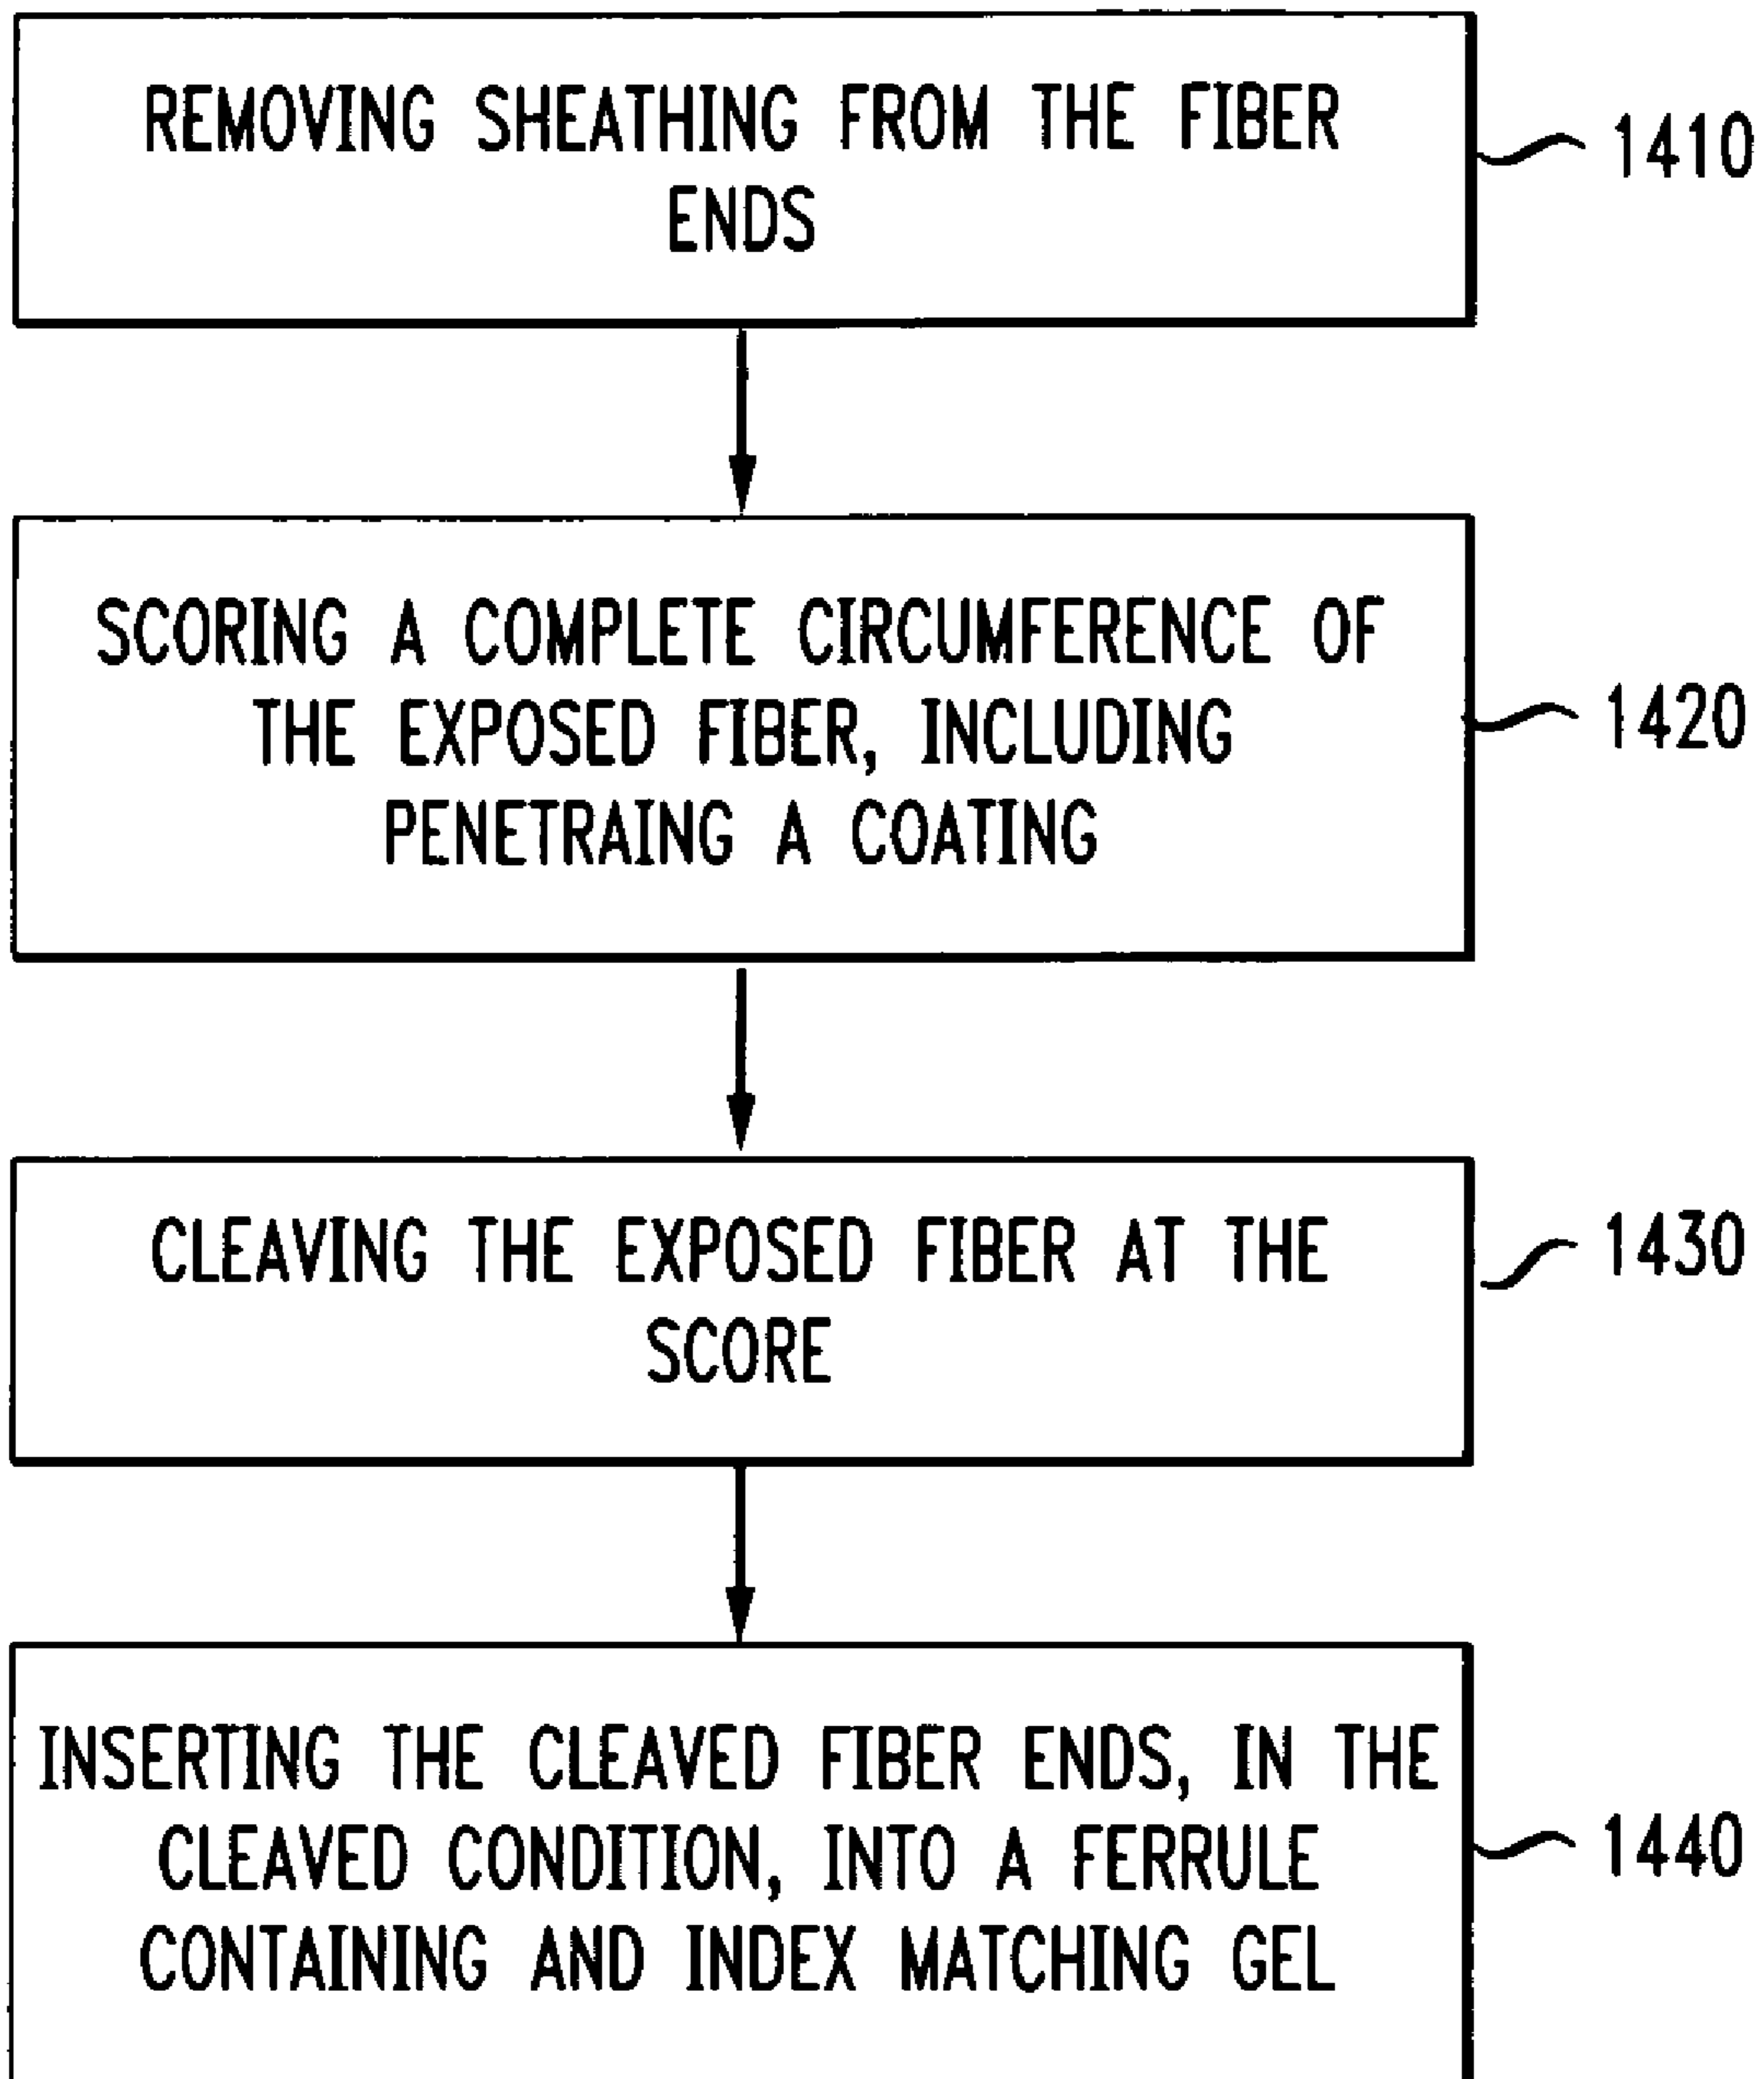 REMOVING SHEATHING FROM THE FIBER
ENDS
1410
SCORING A COMPLETE CIRCUMFERENCE OF
THE EXPOSED FIBER, INCLUDING
PENETRAING A COATING
1420
CLEAVING THE EXPOSED FIBER AT THE
SCORE
1430
INSERTING THE CLEAVED FIBER ENDS, IN THE
CLEAVED CONDITION, INTO A FERRULE
CONTAINING AND INDEX MATCHING GEL
1440